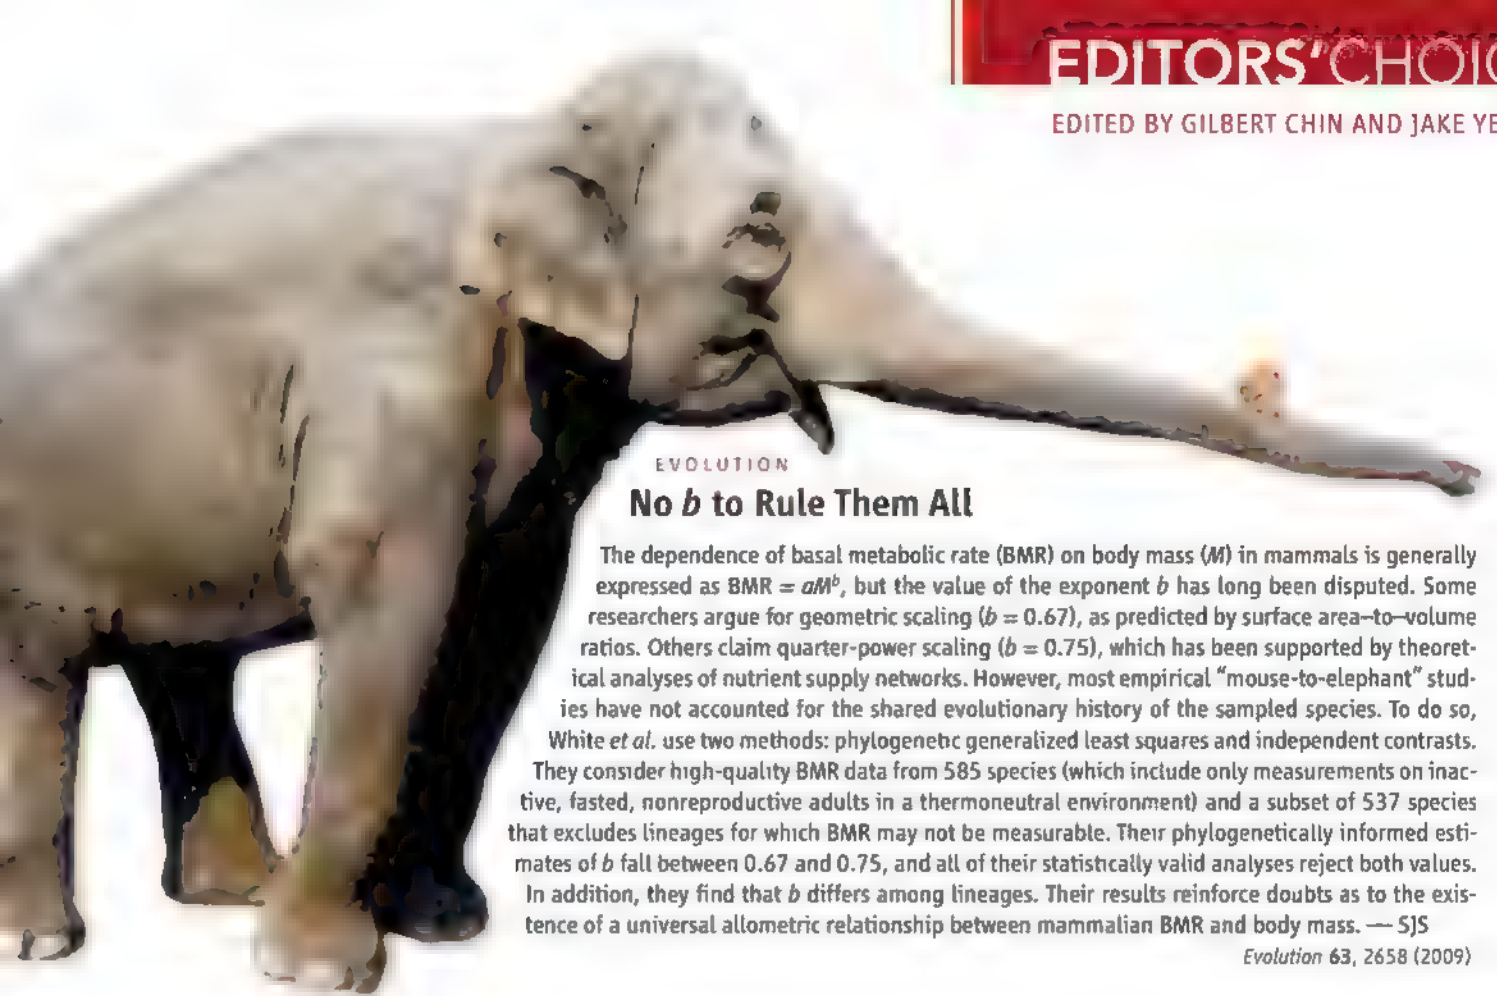 EDITORS'CHOIC
EDITED BY GILBERT CHIN AND JAKE YE
EVOLUTION
No b to Rule Them All
The dependence of basal metabolic rate (BMR) on body mass (M) in mammals is generally
expressed as BMR = aMᵇ, but the value of the exponent b has long been disputed. Some
researchers argue for geometric scaling (b = 0.67), as predicted by surface area–to–volume
ratios. Others claim quarter-power scaling (b = 0.75), which has been supported by theoret-
ical analyses of nutrient supply networks. However, most empirical “mouse-to-elephant” stud-
ies have not accounted for the shared evolutionary history of the sampled species. To do so,
White et al. use two methods: phylogenetic generalized least squares and independent contrasts.
They consider high-quality BMR data from 585 species (which include only measurements on inac-
tive, fasted, nonreproductive adults in a thermoneutral environment) and a subset of 537 species
that excludes lineages for which BMR may not be measurable. Their phylogenetically informed esti-
mates of b fall between 0.67 and 0.75, and all of their statistically valid analyses reject both values.
In addition, they find that b differs among lineages. Their results reinforce doubts as to the exis-
tence of a universal allometric relationship between mammalian BMR and body mass. — SJS
Evolution 63, 2658 (2009)